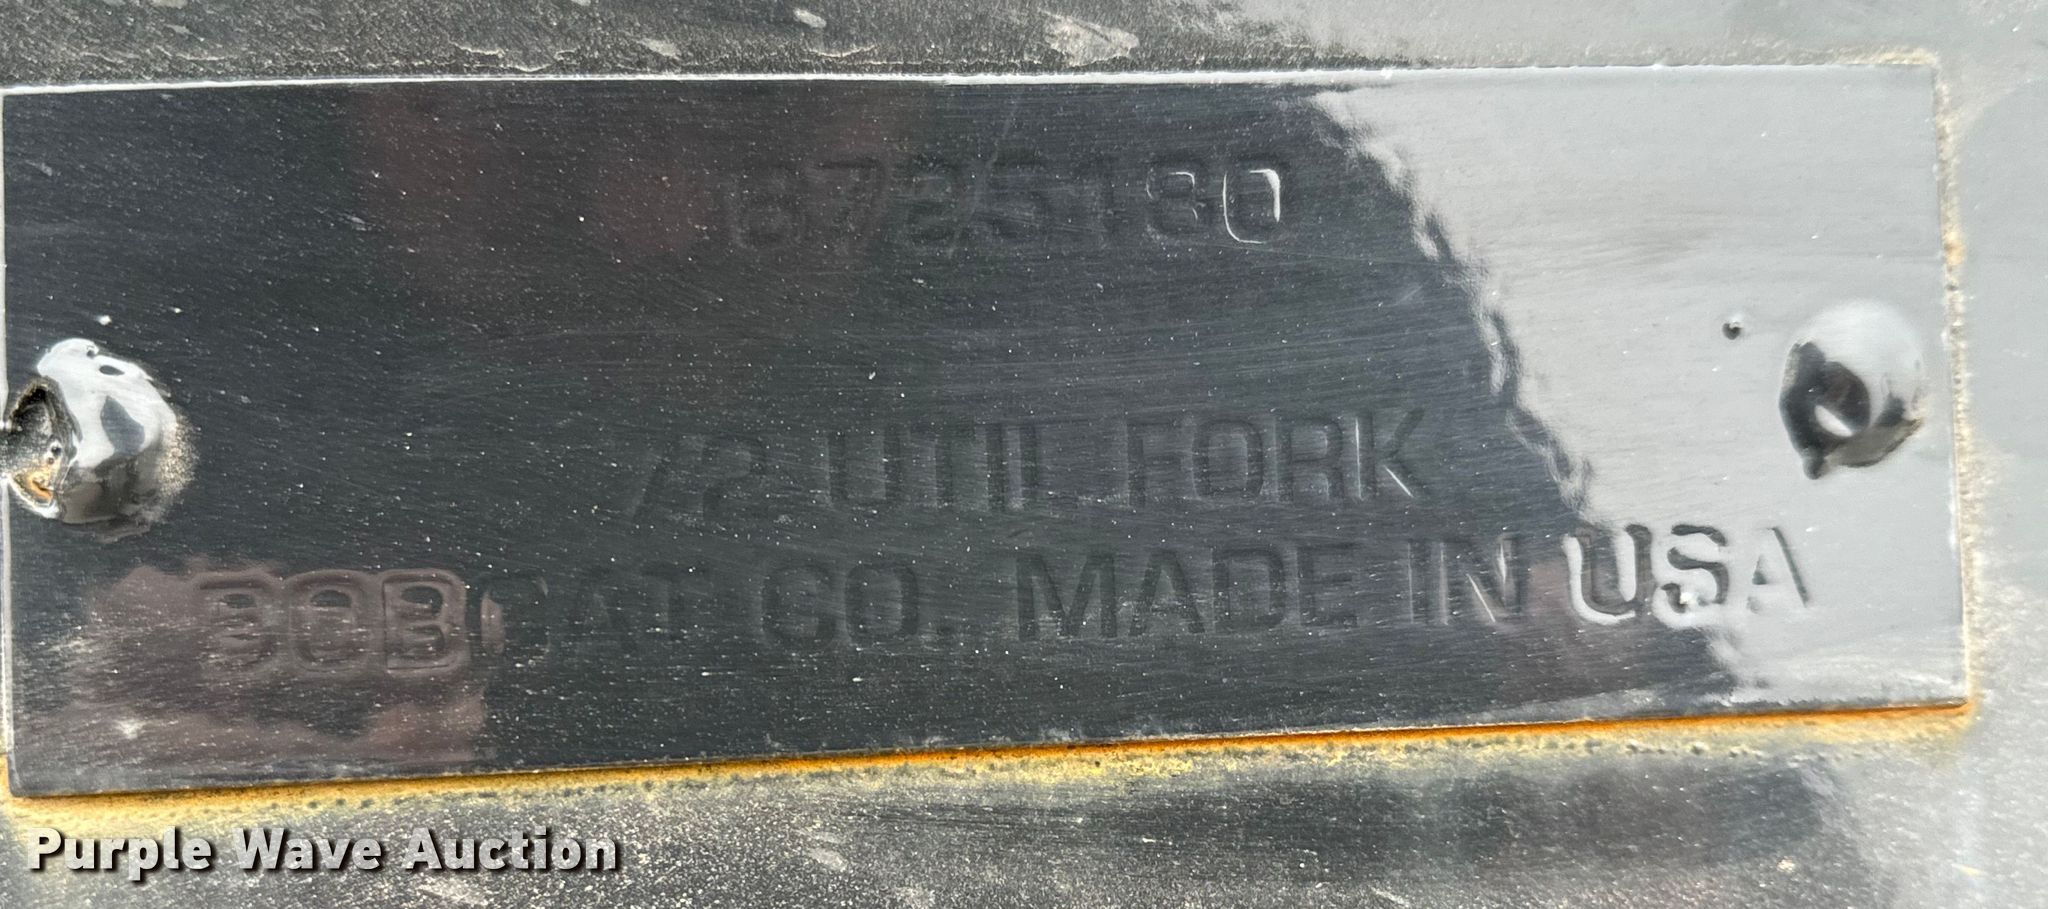 6725180
72 UTIL FORK
BOBCAT CO. MADE IN USA
Purple Wave Auction